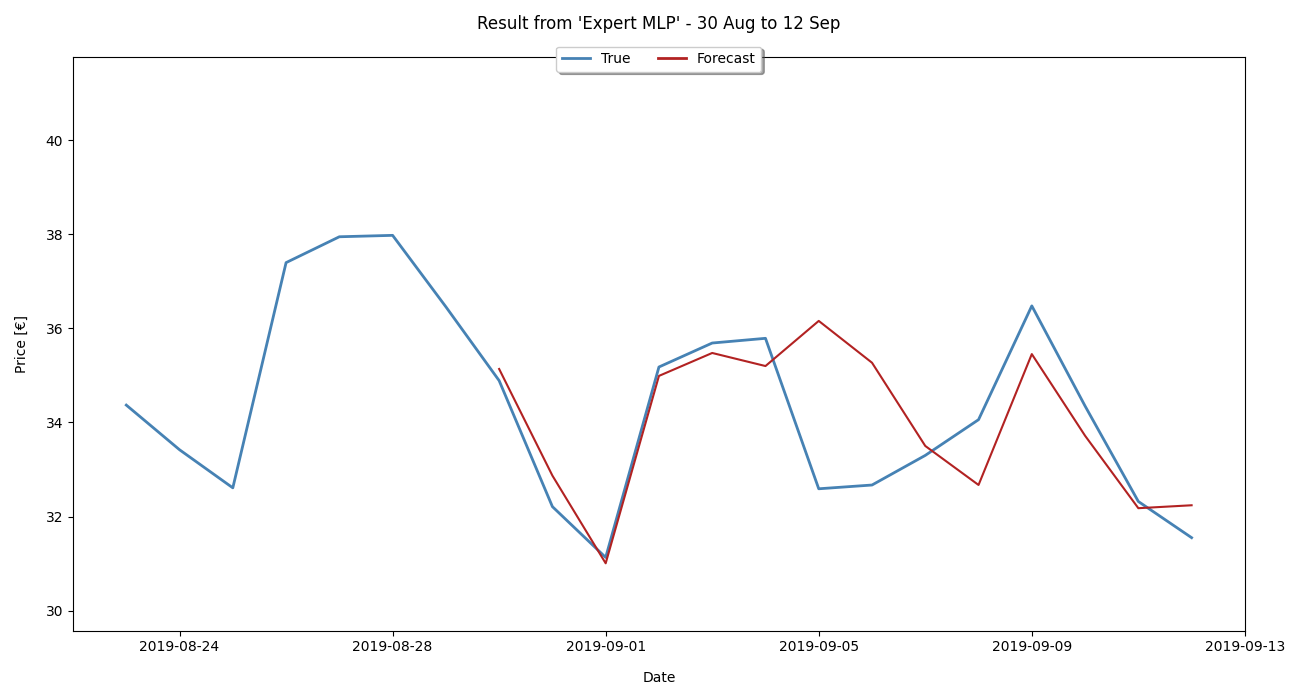 Result from 'Expert MLP' - 30 Aug to 12 Sep
True Forecast
40
38
36
34
32
30
Price [€]
2019-08-24 2019-08-28 2019-09-01 2019-09-05 2019-09-09 2019-09-13
Date